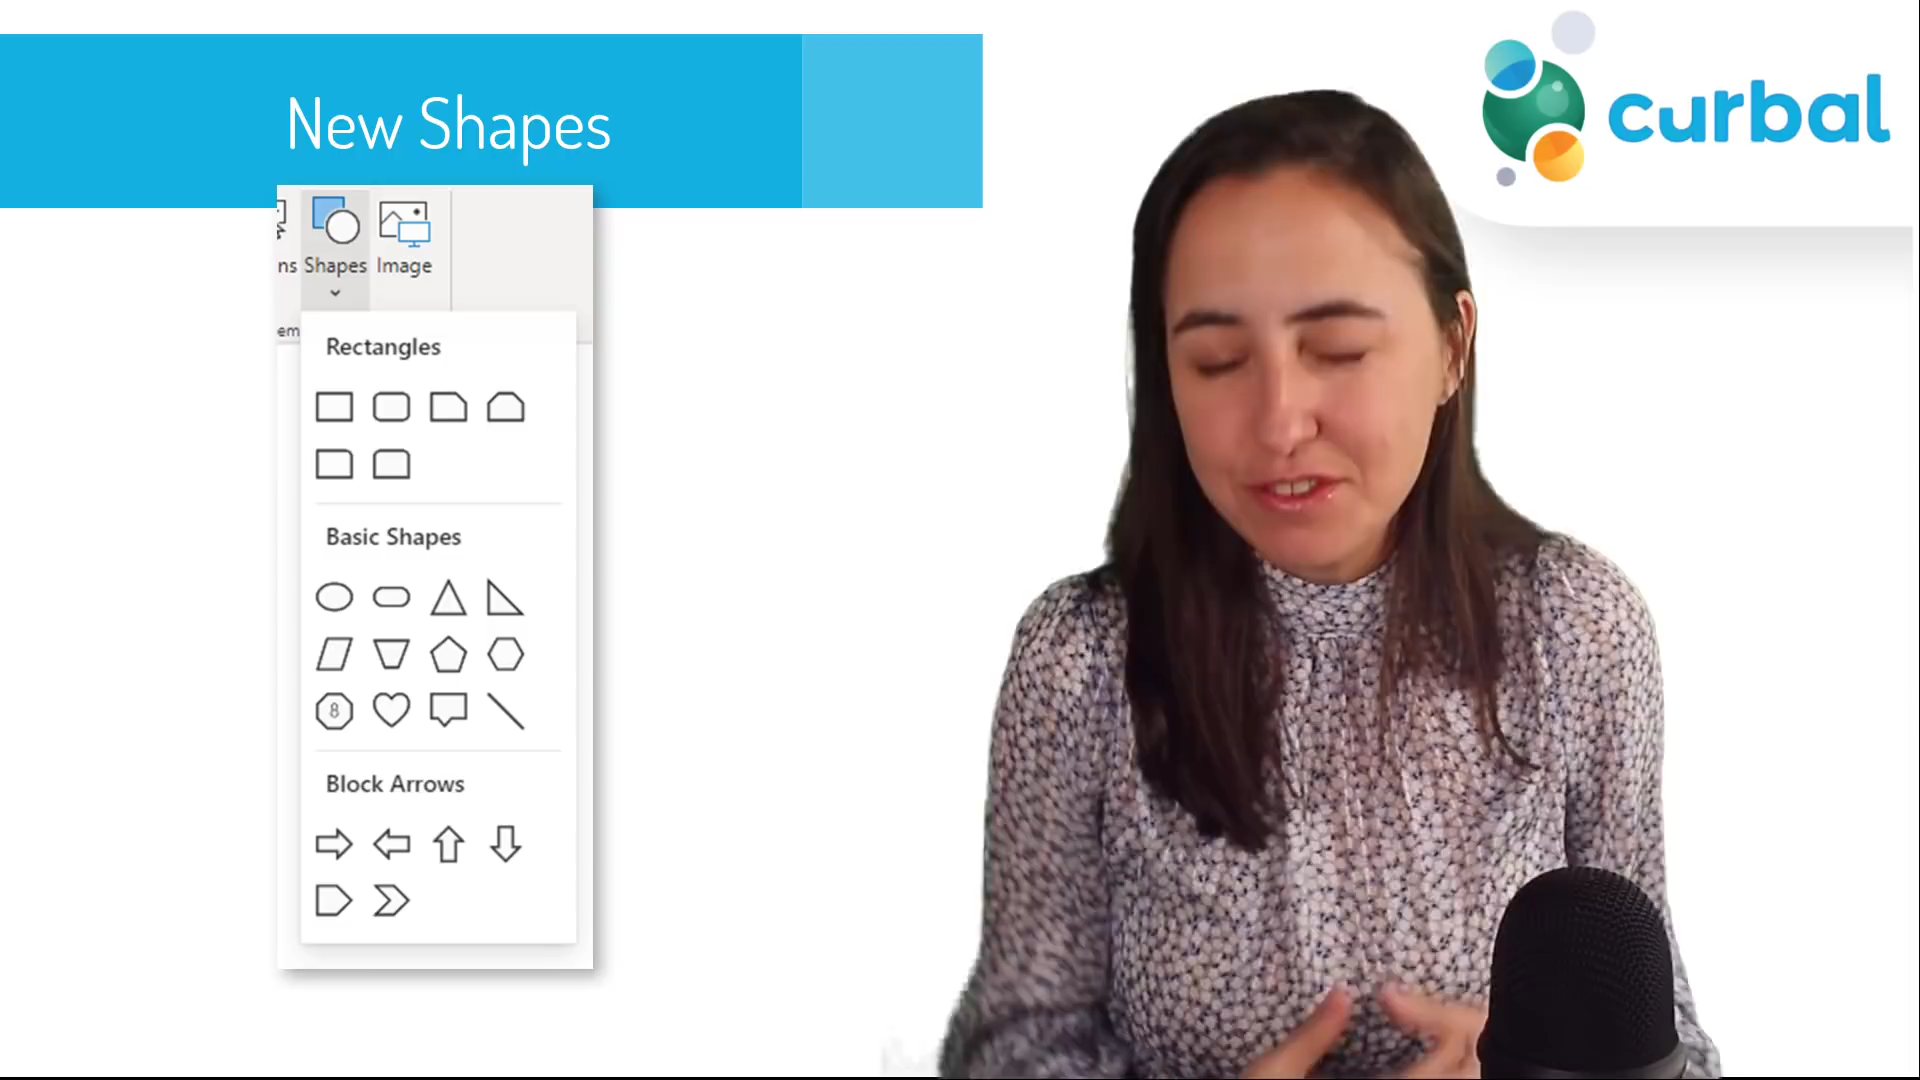 New Shapes
curbal
ns Shapes Image
em
Rectangles
Basic Shapes
8
Block Arrows